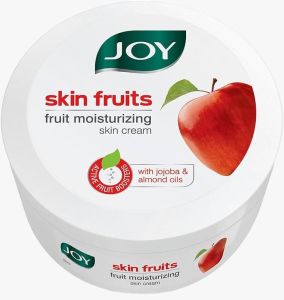 JOY
skin fruits
fruit moisturizing
skin cream
ACTIVE FRUIT BOOSTERS
with jojoba &
almond oils
JOY
skin fruits
fruit moisturizing
skin cream